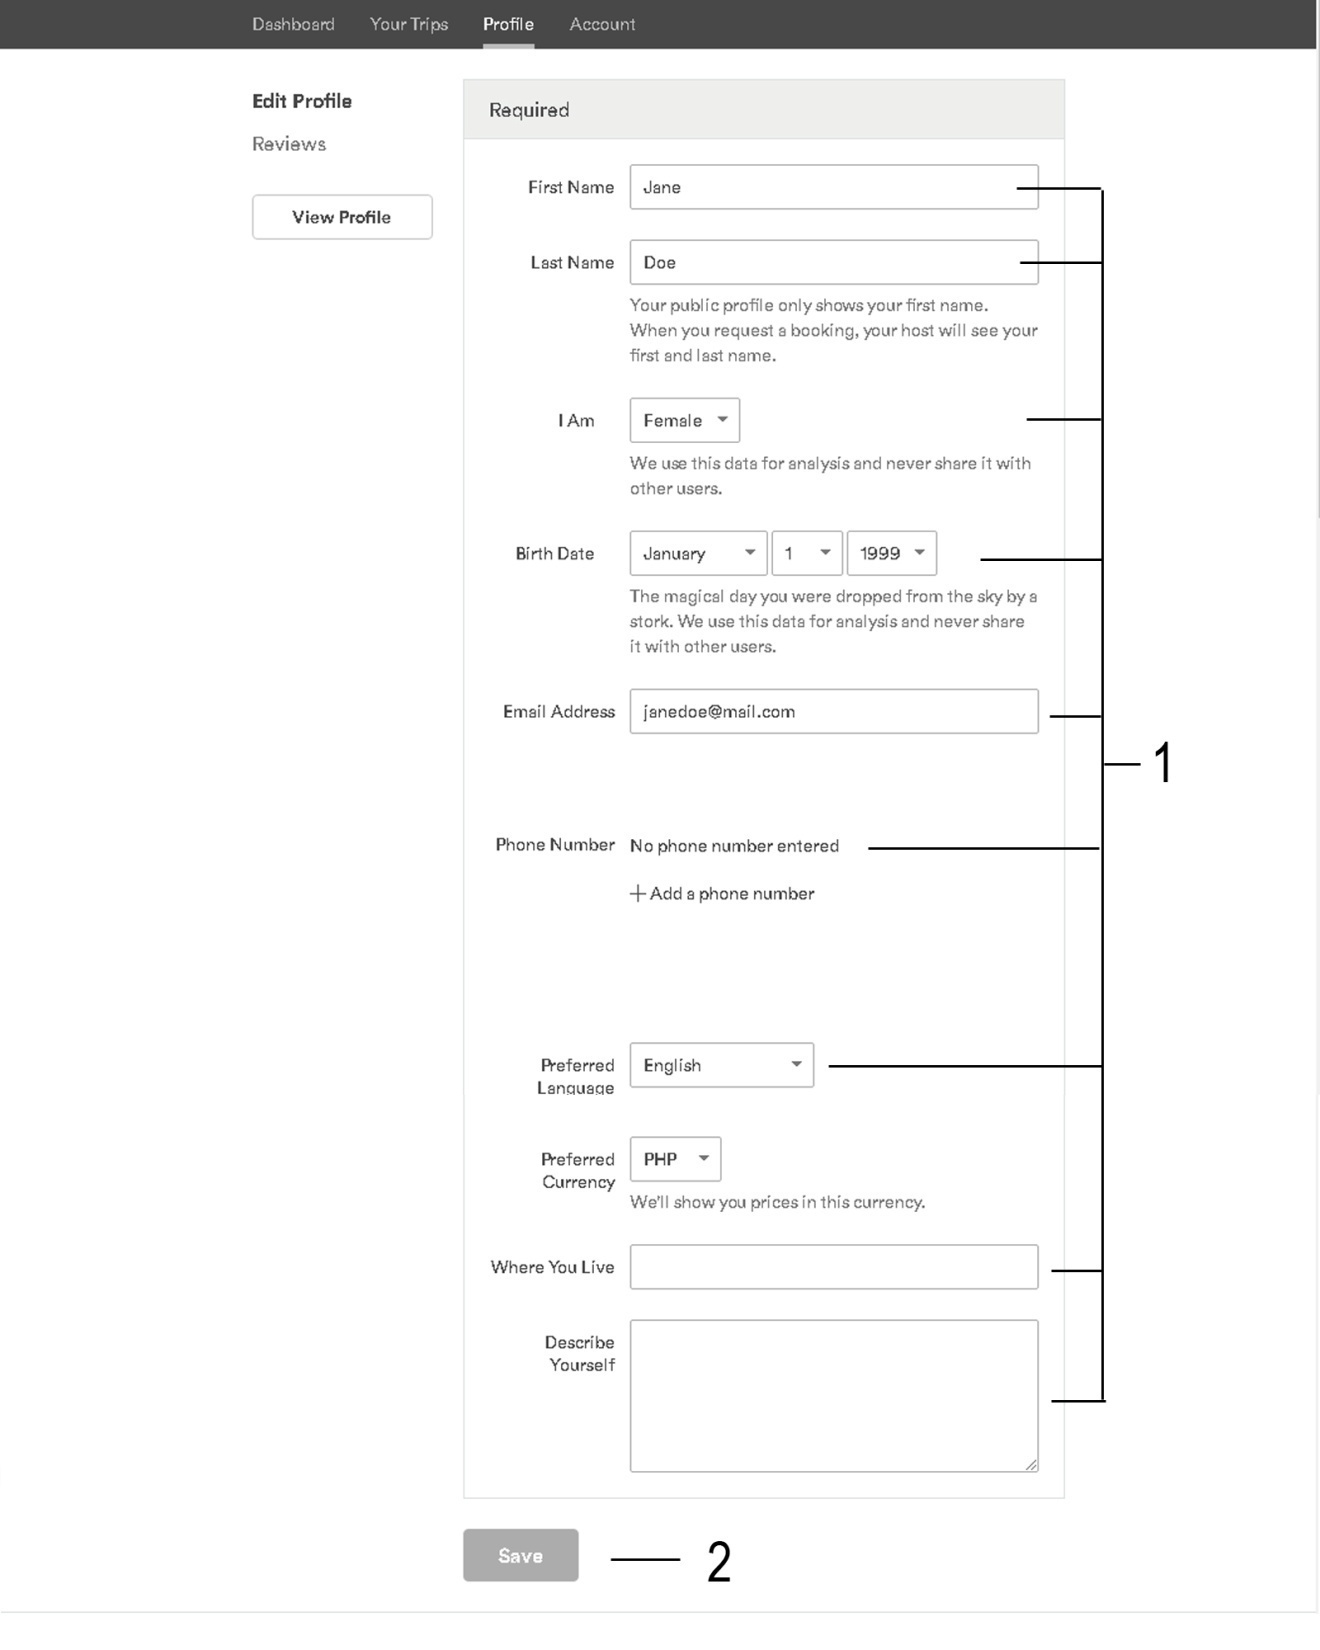 Dashboard Your Trips Profile Account
Edit Profile
Reviews
View Profile
Required
First Name Jane
Last Name Doe
Your public profile only shows your first name.
When you request a booking, your host will see your
first and last name.
I Am Female
We use this data for analysis and never share it with
other users.
Birth Date January 1 1999
The magical day you were dropped from the sky by a
stork. We use this data for analysis and never share
it with other users.
Email Address janedoe@mail.com
1
Phone Number No phone number entered
+ Add a phone number
Preferred
Language
English
Preferred
Currency
PHP
We'll show you prices in this currency.
Where You Live
Describe
Yourself
Save
2